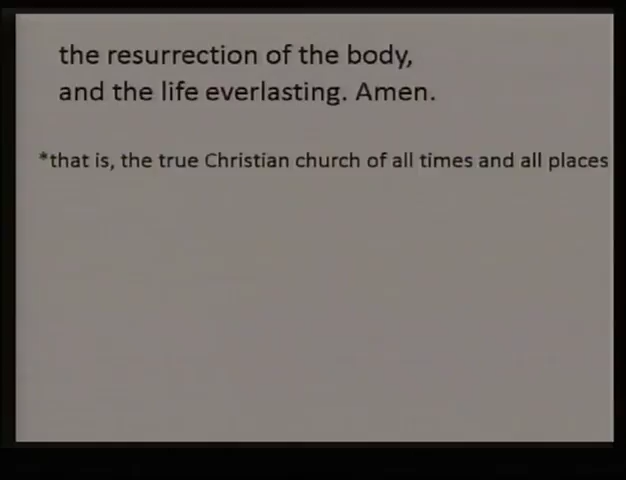 the resurrection of the body,
and the life everlasting. Amen.
*that is, the true Christian church of all times and all places